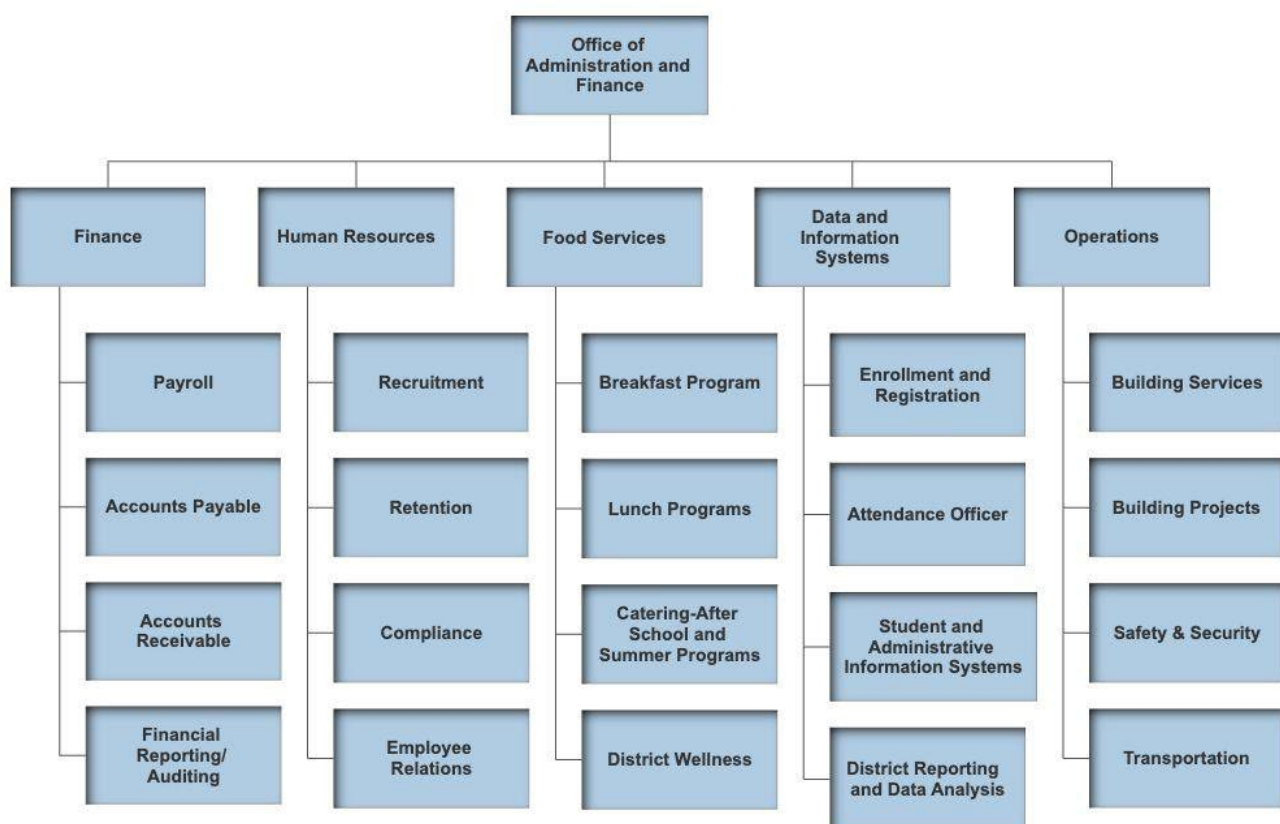 Office of
Administration and
Finance
Finance
Human Resources
Food Services
Data and
Information
Systems
Operations
Payroll
Accounts Payable
Accounts
Receivable
Financial
Reporting/
Auditing
Recruitment
Retention
Compliance
Employee
Relations
Breakfast Program
Lunch Programs
Catering-After
School and
Summer Programs
District Wellness
Enrollment and
Registration
Attendance Officer
Student and
Administrative
Information Systems
District Reporting
and Data Analysis
Building Services
Building Projects
Safety & Security
Transportation